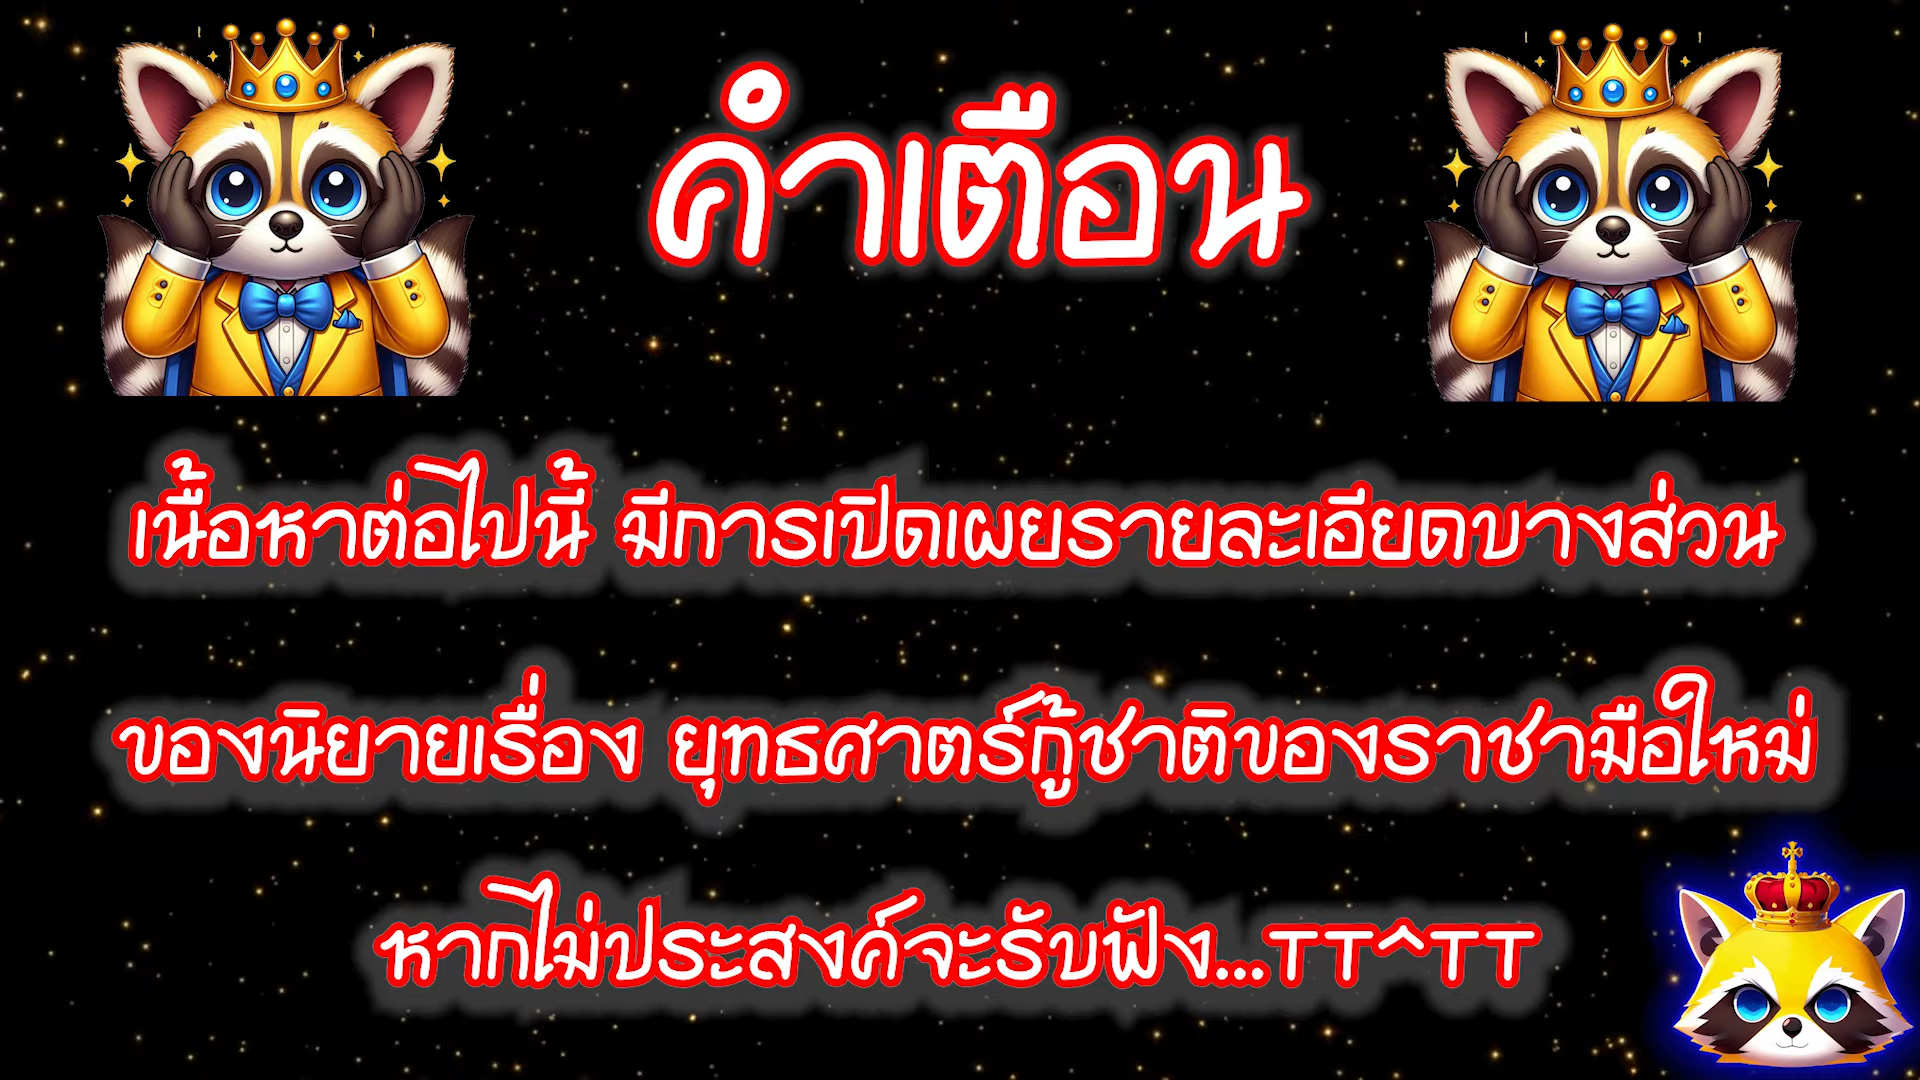 คำเตือน
เนื้อหาต่อไปนี้ มีการเปิดเผยรายละเอียดบางส่วน
ของนิยายเรื่อง ยุทธศาตร์กู้ชาติของราชามือใหม่
หากไม่ประสงค์จะรับฟัง...TT^TT